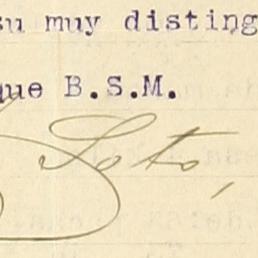 su muy disting
que B.S.M.
Soto,